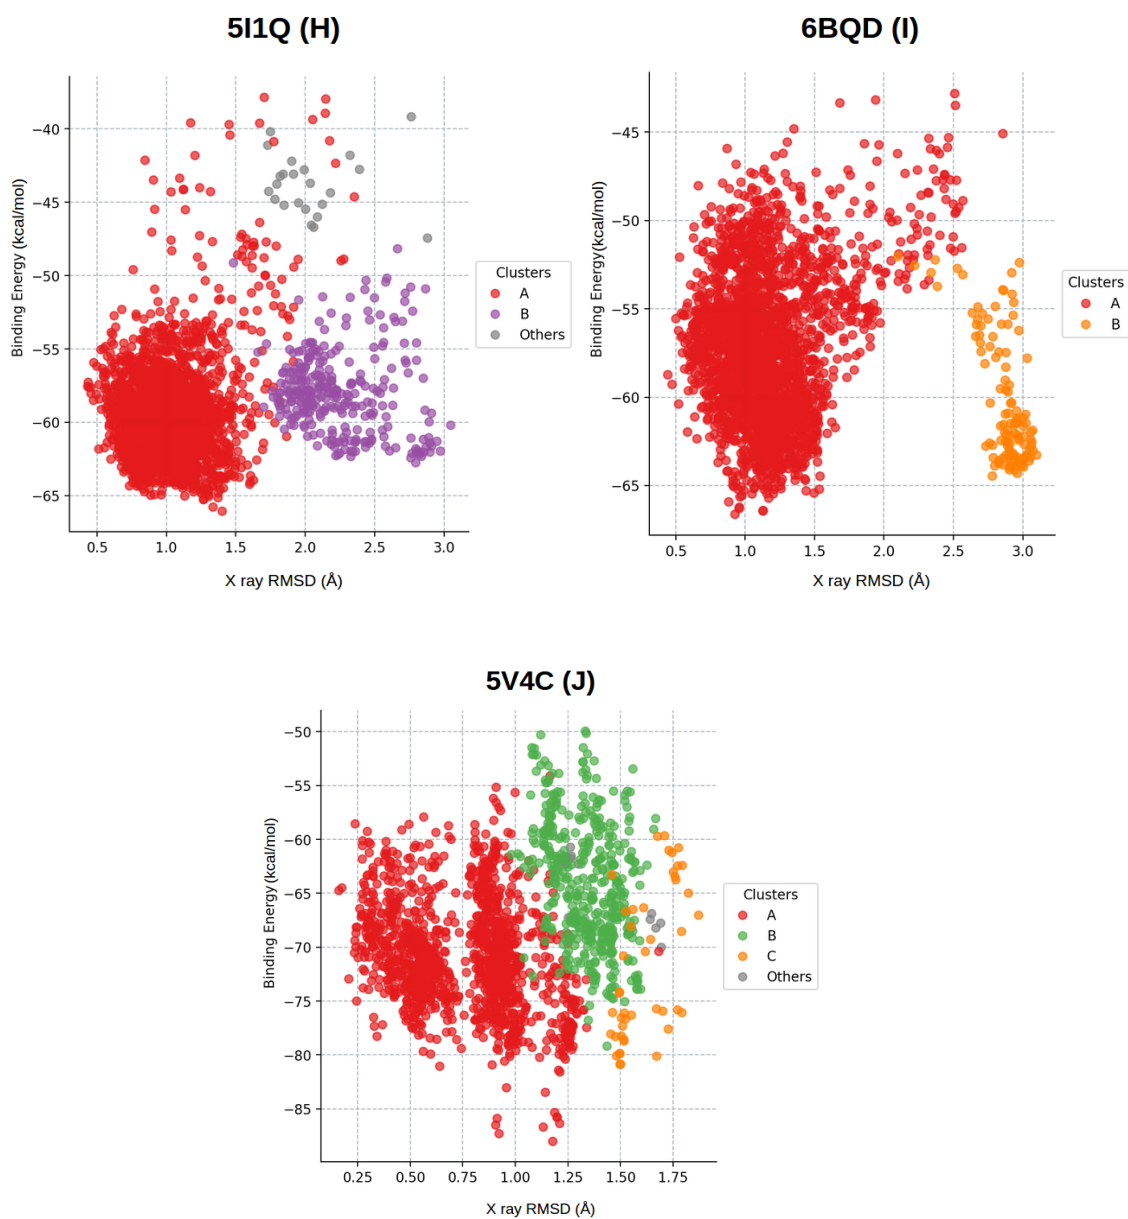 5I1Q (H)
Binding Energy (kcal/mol)
−40
−45
−50
−55
−60
−65
0.5 1.0 1.5 2.0 2.5 3.0
X ray RMSD (Å)
Clusters
A
B
Others
6BQD (I)
Binding Energy(kcal/mol)
−45
−50
−55
−60
−65
0.5 1.0 1.5 2.0 2.5 3.0
X ray RMSD (Å)
Clusters
A
B
5V4C (J)
Binding Energy (kcal/mol)
−50
−55
−60
−65
−70
−75
−80
−85
0.25 0.50 0.75 1.00 1.25 1.50 1.75
X ray RMSD (Å)
Clusters
A
B
C
Others